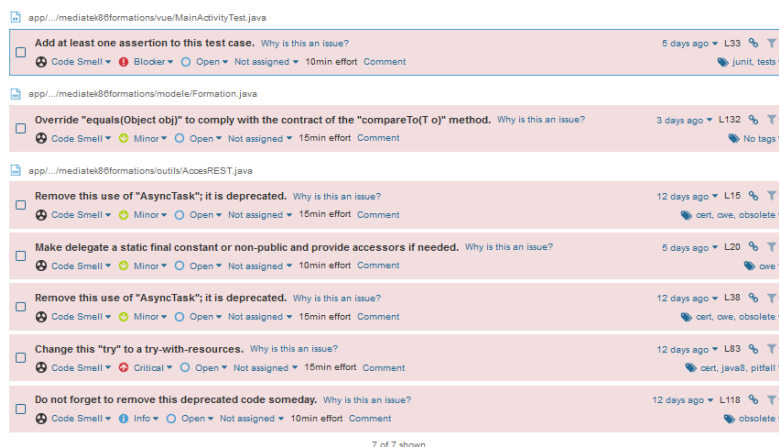 app/.../mediatek86formations/vue/MainActivityTest.java
Add at least one assertion to this test case. Why is this an issue? 5 days ago L33
Code Smell Blocker Open Not assigned 10min effort Comment junit, tests
app/.../mediatek86formations/modele/Formation.java
Override "equals(Object obj)" to comply with the contract of the "compareTo(T o)" method. Why is this an issue? 3 days ago L132
Code Smell Minor Open Not assigned 15min effort Comment No tags
app/.../mediatek86formations/outils/AccesREST.java
Remove this use of "AsyncTask"; it is deprecated. Why is this an issue? 12 days ago L15
Code Smell Minor Open Not assigned 15min effort Comment cert, cwe, obsolete
Make delegate a static final constant or non-public and provide accessors if needed. Why is this an issue? 5 days ago L20
Code Smell Minor Open Not assigned 10min effort Comment cwe
Remove this use of "AsyncTask"; it is deprecated. Why is this an issue? 12 days ago L38
Code Smell Minor Open Not assigned 15min effort Comment cert, cwe, obsolete
Change this "try" to a try-with-resources. Why is this an issue? 12 days ago L83
Code Smell Critical Open Not assigned 15min effort Comment cert, java8, pitfall
Do not forget to remove this deprecated code someday. Why is this an issue? 12 days ago L118
Code Smell Info Open Not assigned 10min effort Comment obsolete
7 of 7 shown